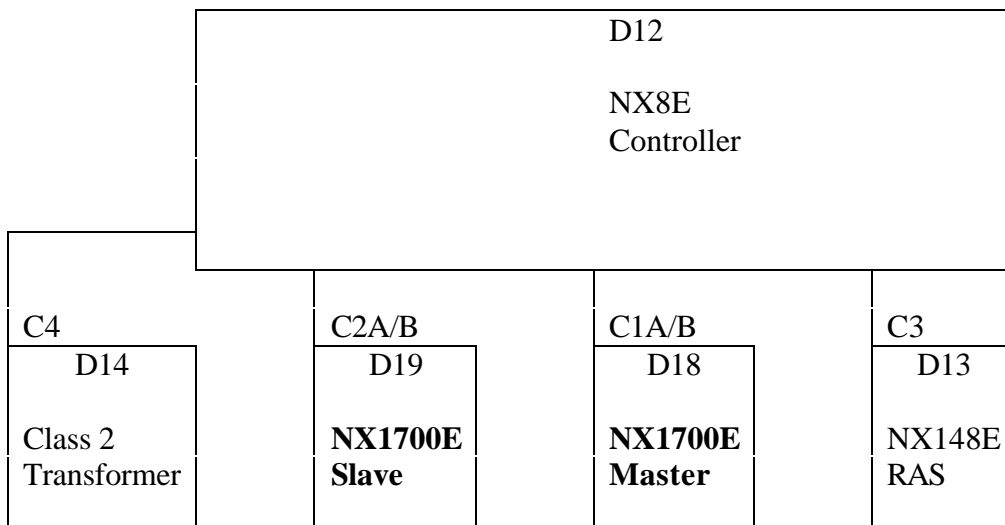 D12
NX8E
Controller
C4
C2A/B
C1A/B
C3
D14
D19
D18
D13
Class 2
Transformer
NX1700E
Slave
NX1700E
Master
NX148E
RAS